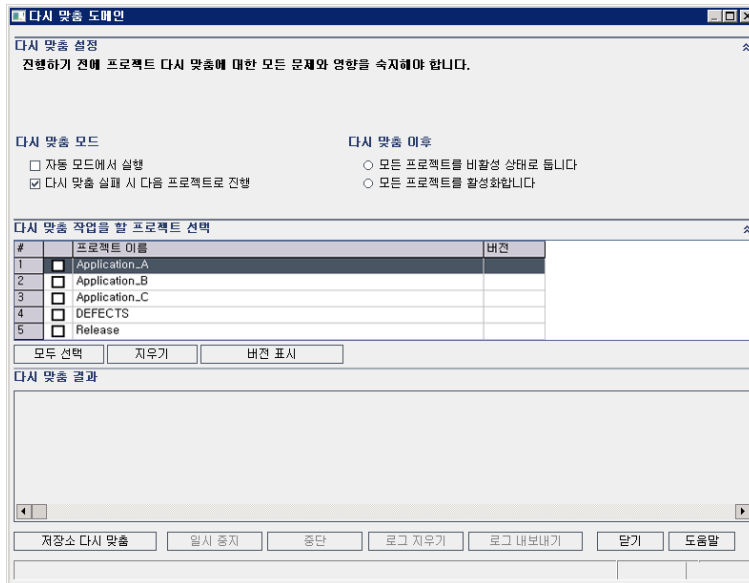 다시 맞춤 도메인
다시 맞춤 설정
진행하기 전에 프로젝트 다시 맞춤에 대한 모든 문제와 영향을 숙지해야 합니다.
다시 맞춤 모드
다시 맞춤 이후
자동 모드에서 실행
모든 프로젝트를 비활성 상태로 둡니다
다시 맞춤 실패 시 다음 프로젝트로 진행
모든 프로젝트를 활성화합니다
다시 맞춤 작업을 할 프로젝트 선택
# 프로젝트 이름 버전
1 Application_A
2 Application_B
3 Application_C
4 DEFECTS
5 Release
모두 선택 지우기 버전 표시
다시 맞춤 결과
저장소 다시 맞춤 일시 중지 중단 로그 지우기 로그 내보내기 닫기 도움말